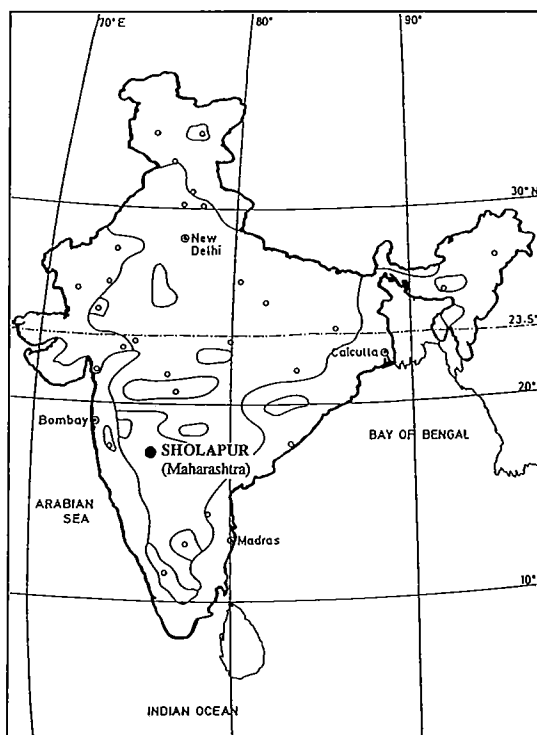 70° E
80°
90°
30° N
New
Delhi
23.5°
Calcutta
20°
Bombay
BAY OF BENGAL
SHOLAPUR
(Maharashtra)
ARABIAN
SEA
Madras
10°
INDIAN OCEAN